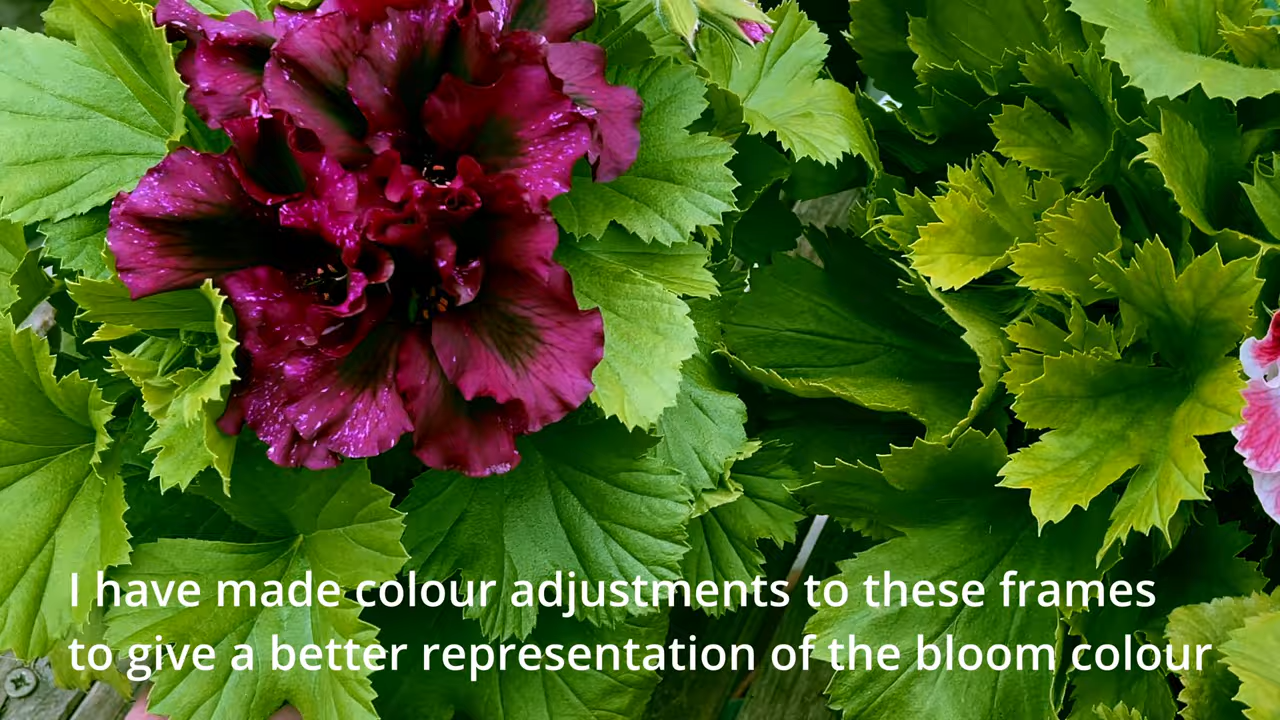 I have made colour adjustments to these frames
to give a better representation of the bloom colour